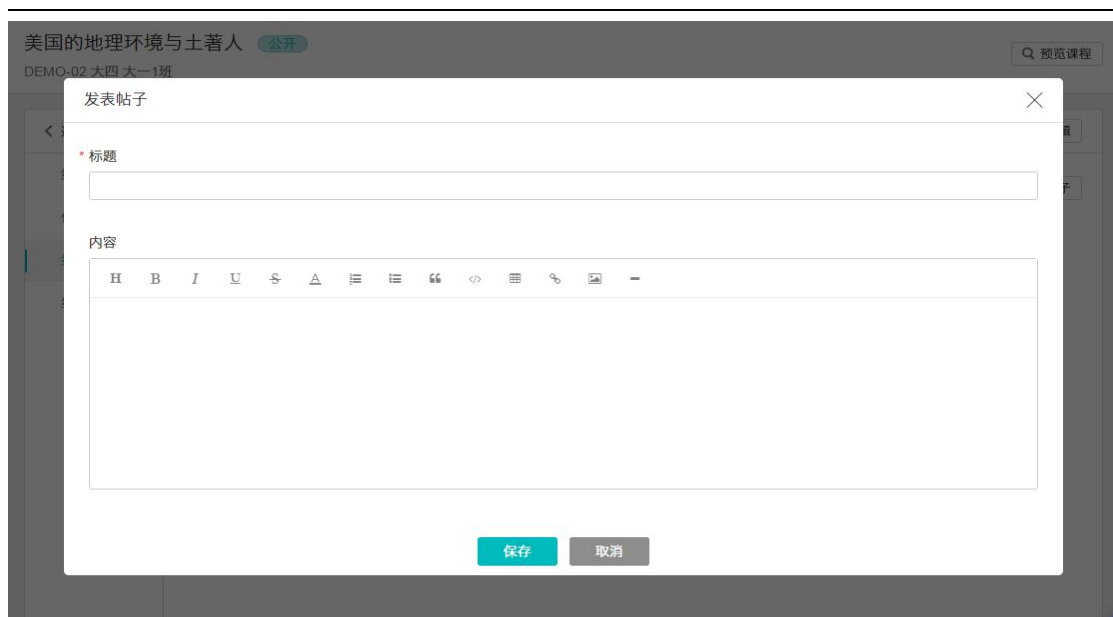 美国的地理环境与土著人 公开
预览课程
DEMO-02 大四 大一1班
发表帖子
* 标题
内容
H B I U S A
保存 取消